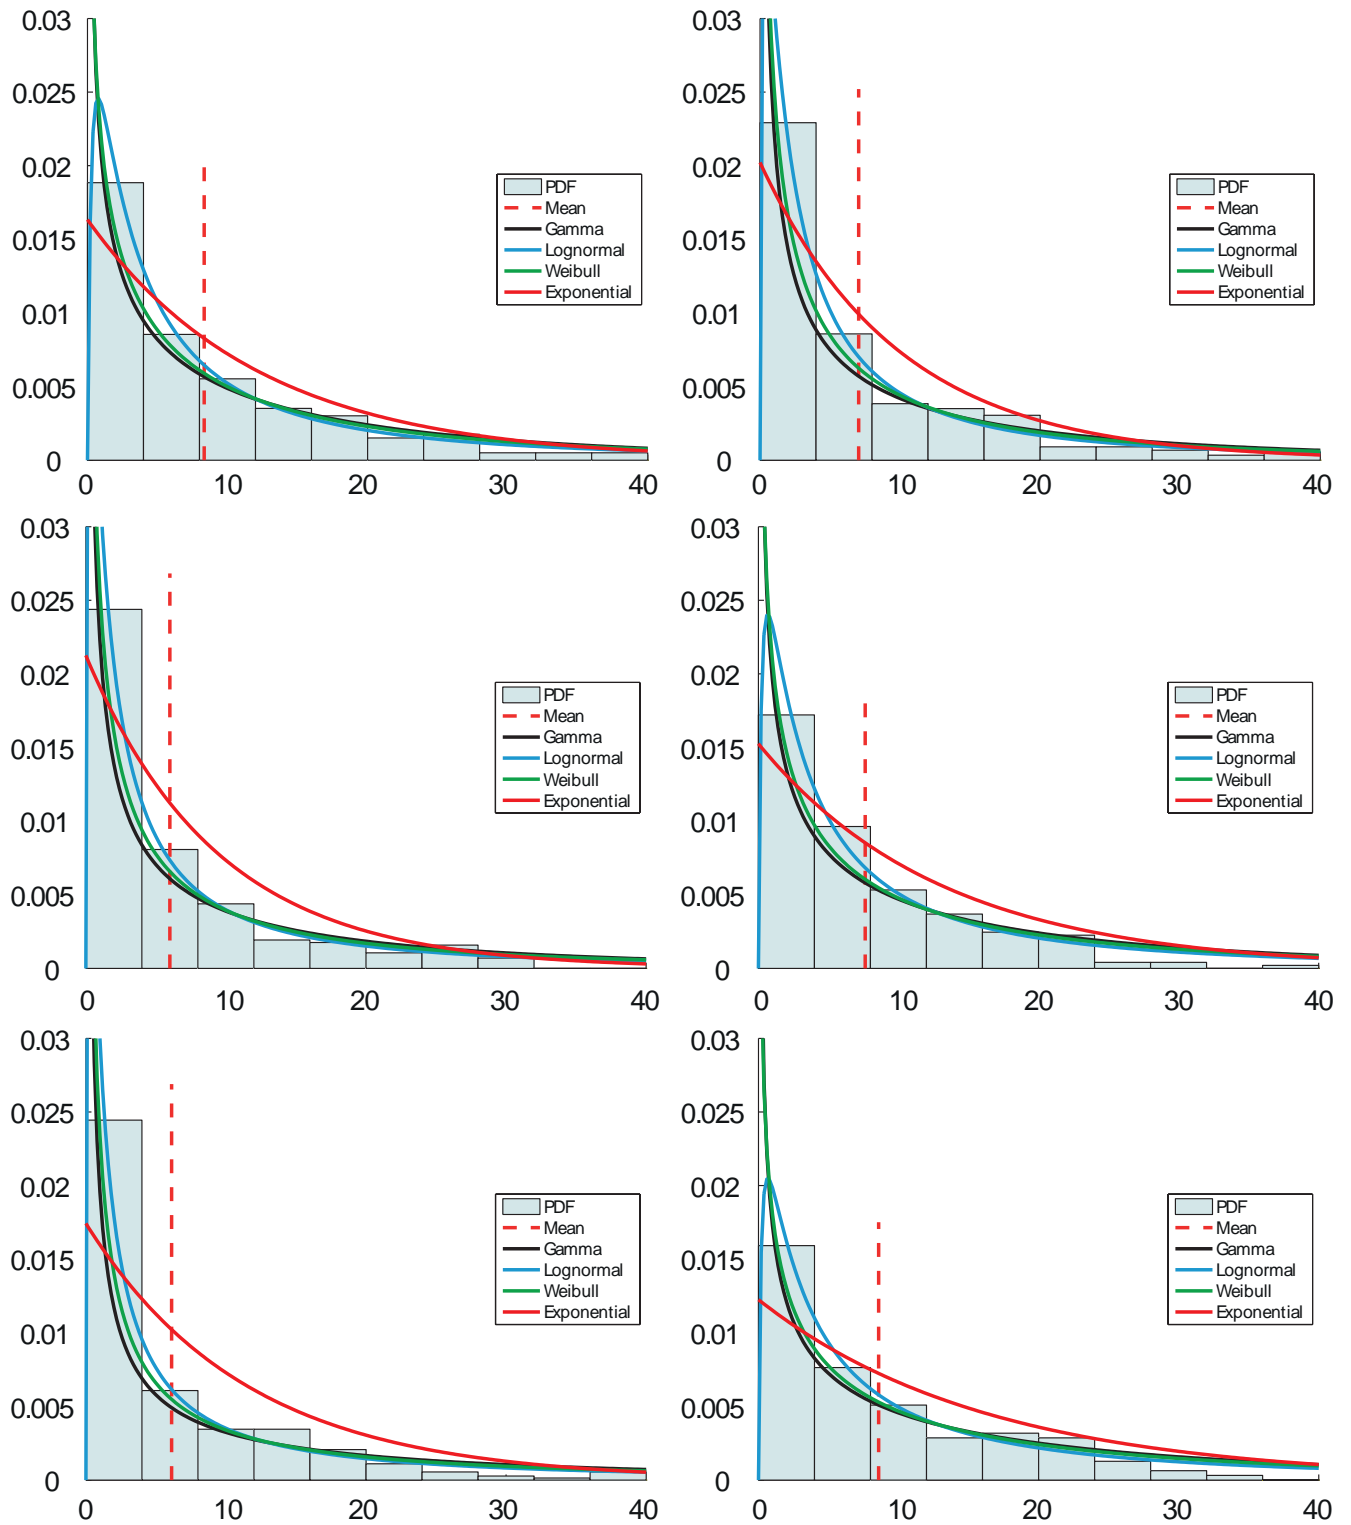 0.03 0.03
0.025 0.025
0.02 0.02
PDF PDF
Mean Mean
0.015 Gamma 0.015 Gamma
Lognormal Lognormal
Weibull Weibull
0.01 Exponential 0.01 Exponential
0.005 0.005
0 0
0 10 20 30 40 0 10 20 30 40
0.03 0.03
0.025 0.025
0.02 0.02
PDF PDF
Mean Mean
0.015 Gamma 0.015 Gamma
Lognormal Lognormal
Weibull Weibull
0.01 Exponential 0.01 Exponential
0.005 0.005
0 0
0 10 20 30 40 0 10 20 30 40
0.03 0.03
0.025 0.025
0.02 0.02
PDF PDF
Mean Mean
0.015 Gamma 0.015 Gamma
Lognormal Lognormal
Weibull Weibull
0.01 Exponential 0.01 Exponential
0.005 0.005
0 0
0 10 20 30 40 0 10 20 30 40